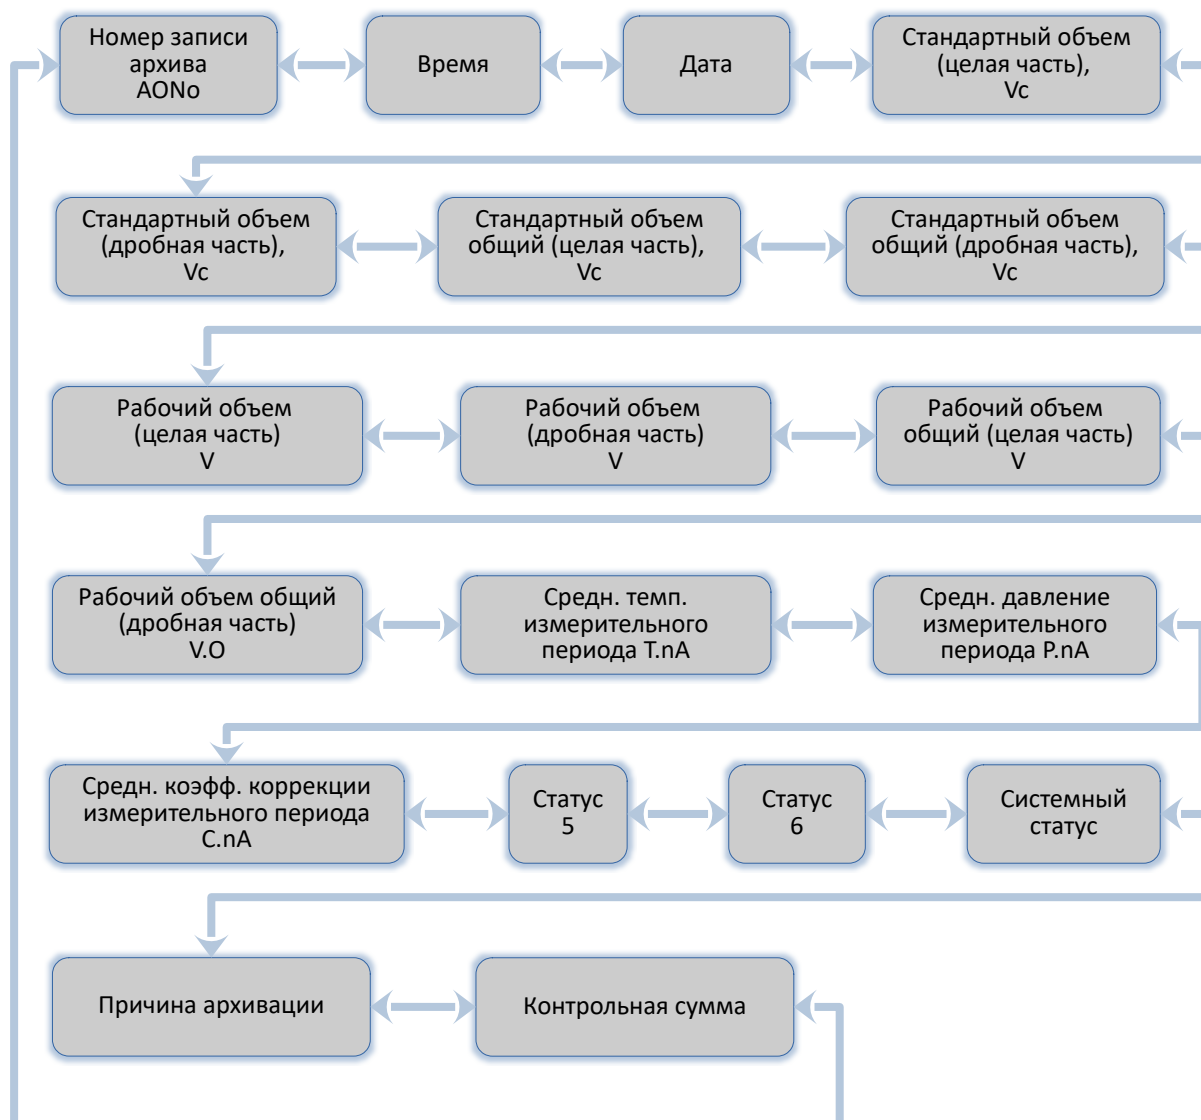 Номер записи
архива
AONo
Время
Дата
Стандартный объем
(целая часть),
Vc
Стандартный объем
(дробная часть),
Vc
Стандартный объем
общий (целая часть),
Vc
Стандартный объем
общий (дробная часть),
Vc
Рабочий объем
(целая часть)
V
Рабочий объем
(дробная часть)
V
Рабочий объем
общий (целая часть)
V
Рабочий объем общий
(дробная часть)
V.O
Средн. темп.
измерительного
периода T.nA
Средн. давление
измерительного
периода P.nA
Средн. коэфф. коррекции
измерительного периода
C.nA
Статус
5
Статус
6
Системный
статус
Причина архивации
Контрольная сумма